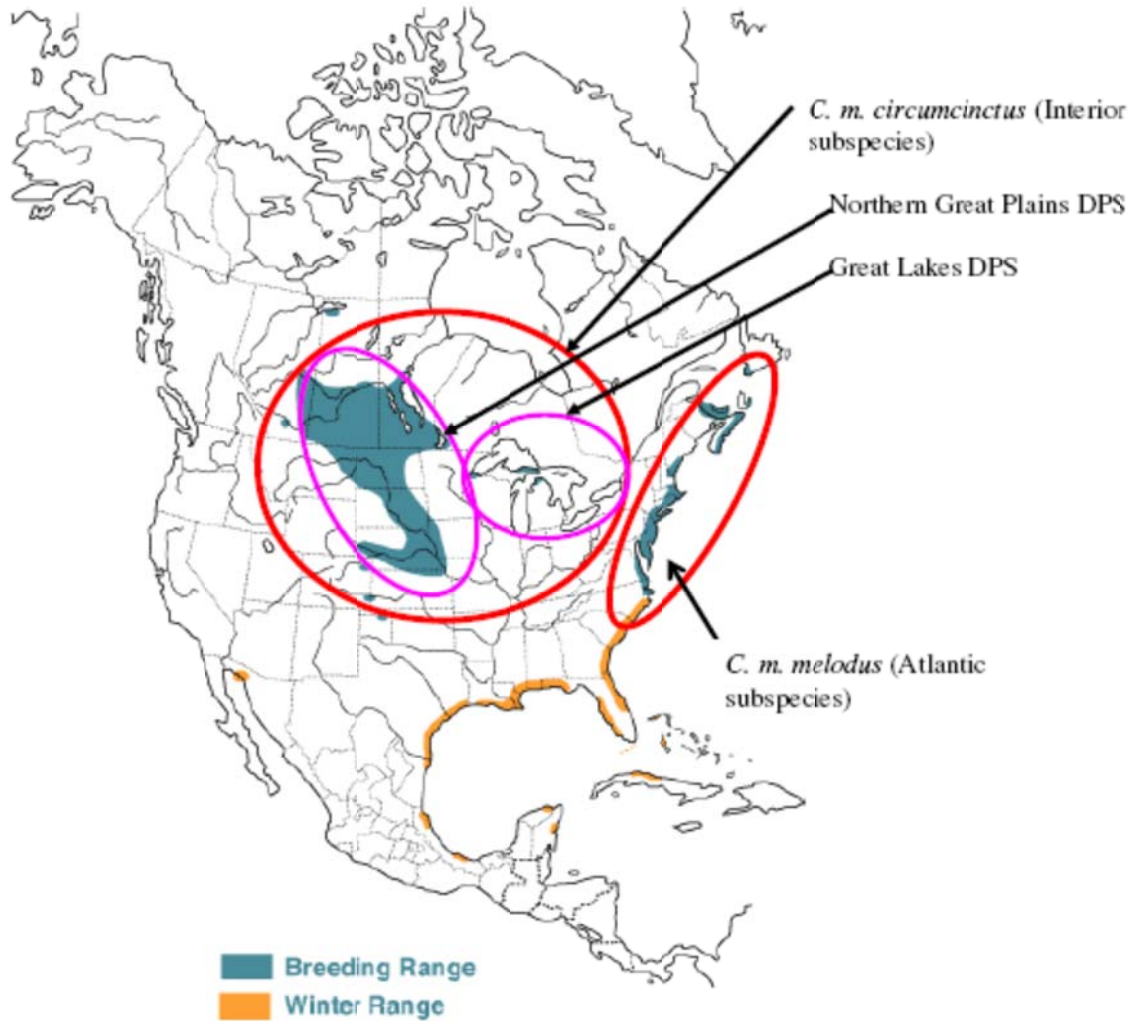 C. m. circumcinctus (Interior
subspecies)
Northern Great Plains DPS
Great Lakes DPS
C. m. melodus (Atlantic
subspecies)
Breeding Range
Winter Range